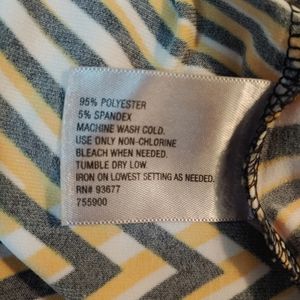 95% POLYESTER
5% SPANDEX
MACHINE WASH COLD.
USE ONLY NON-CHLORINE
BLEACH WHEN NEEDED.
TUMBLE DRY LOW.
IRON ON LOWEST SETTING AS NEEDED.
RN# 93677
755900